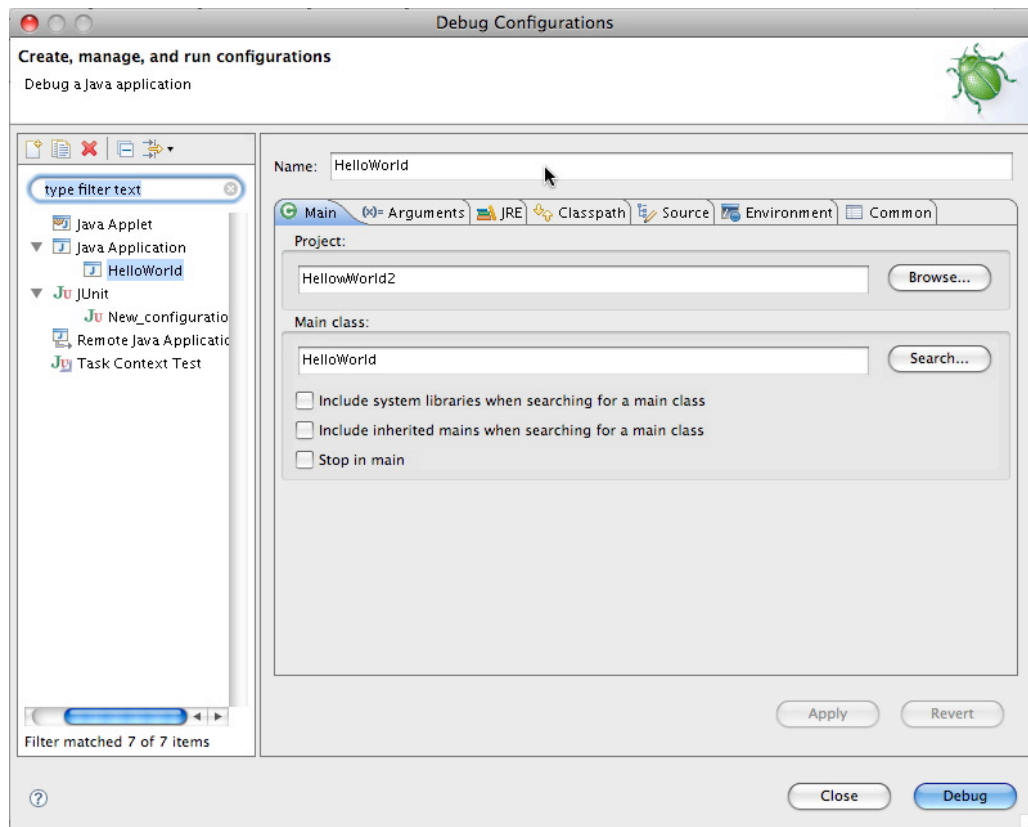 Debug Configurations
Create, manage, and run configurations
Debug a Java application
type filter text
Java Applet
Java Application
HelloWorld
JUnit
New_configuratio
Remote Java Applicatic
Task Context Test
Filter matched 7 of 7 items
Name: HelloWorld
Main (x)= Arguments JRE Classpath Source Environment Common
Project:
HellowWorld2 Browse...
Main class:
HelloWorld Search...
Include system libraries when searching for a main class
Include inherited mains when searching for a main class
Stop in main
Apply Revert
Close Debug